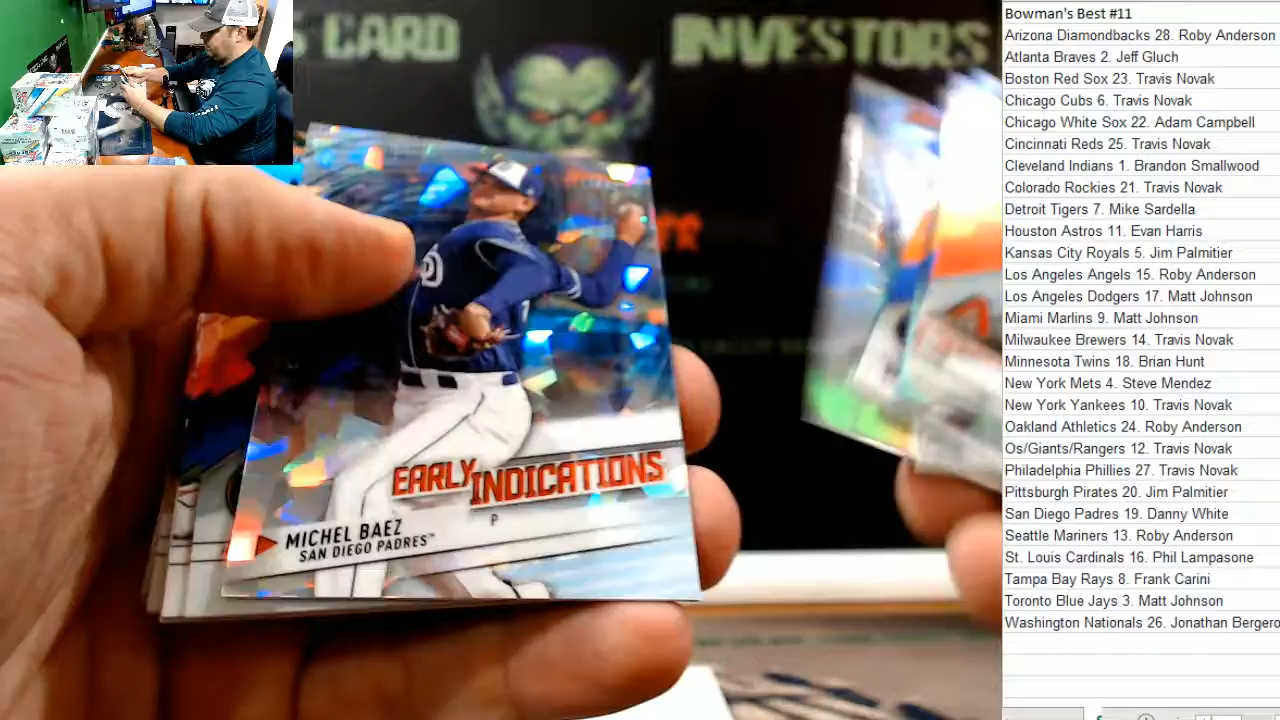 CARD INVESTORS
EARLY INDICATIONS
P
MICHEL BAEZ
SAN DIEGO PADRES™
Bowman's Best #11
Arizona Diamondbacks 28. Roby Anderson
Atlanta Braves 2. Jeff Gluch
Boston Red Sox 23. Travis Novak
Chicago Cubs 6. Travis Novak
Chicago White Sox 22. Adam Campbell
Cincinnati Reds 25. Travis Novak
Cleveland Indians 1. Brandon Smallwood
Colorado Rockies 21. Travis Novak
Detroit Tigers 7. Mike Sardella
Houston Astros 11. Evan Harris
Kansas City Royals 5. Jim Palmitier
Los Angeles Angels 15. Roby Anderson
Los Angeles Dodgers 17. Matt Johnson
Miami Marlins 9. Matt Johnson
Milwaukee Brewers 14. Travis Novak
Minnesota Twins 18. Brian Hunt
New York Mets 4. Steve Mendez
New York Yankees 10. Travis Novak
Oakland Athletics 24. Roby Anderson
Os/Giants/Rangers 12. Travis Novak
Philadelphia Phillies 27. Travis Novak
Pittsburgh Pirates 20. Jim Palmitier
San Diego Padres 19. Danny White
Seattle Mariners 13. Roby Anderson
St. Louis Cardinals 16. Phil Lampasone
Tampa Bay Rays 8. Frank Carini
Toronto Blue Jays 3. Matt Johnson
Washington Nationals 26. Jonathan Bergero